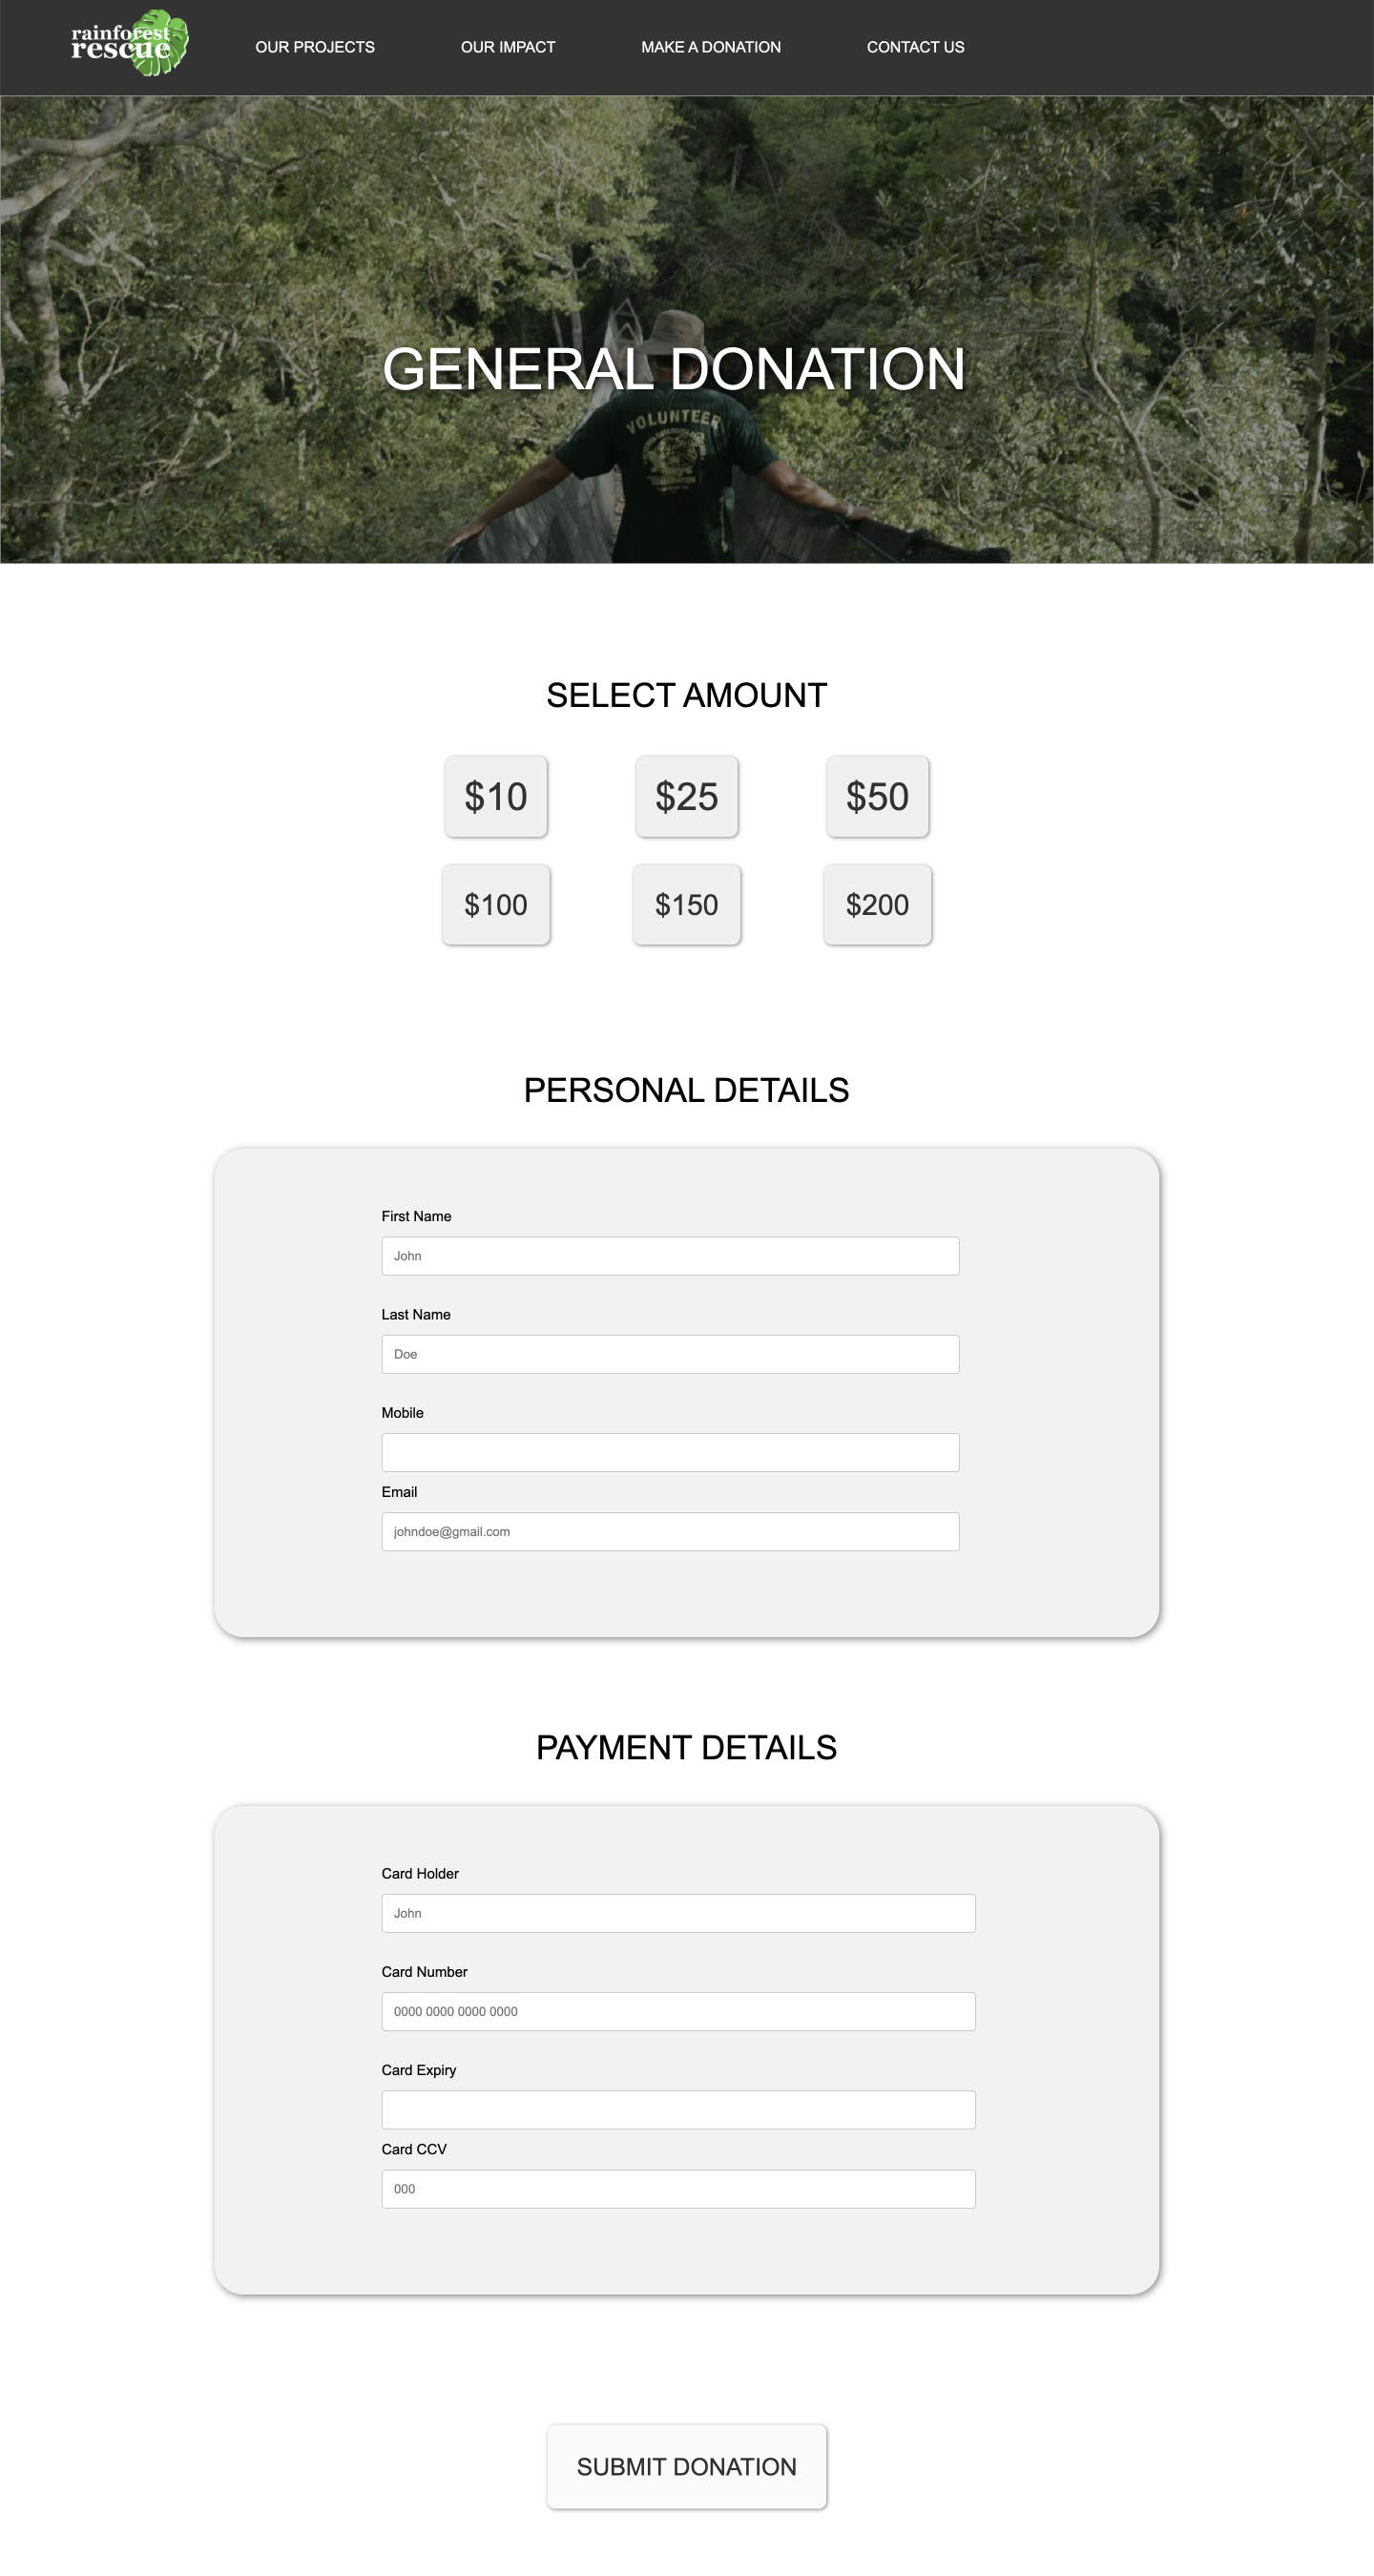 rainforest
rescue
OUR PROJECTS
OUR IMPACT
MAKE A DONATION
CONTACT US
GENERAL DONATION
VOLUNTEER
SELECT AMOUNT
$10 $25 $50
$100 $150 $200
PERSONAL DETAILS
First Name
John
Last Name
Doe
Mobile
Email
johndoe@gmail.com
PAYMENT DETAILS
Card Holder
John
Card Number
0000 0000 0000 0000
Card Expiry
Card CCV
000
SUBMIT DONATION